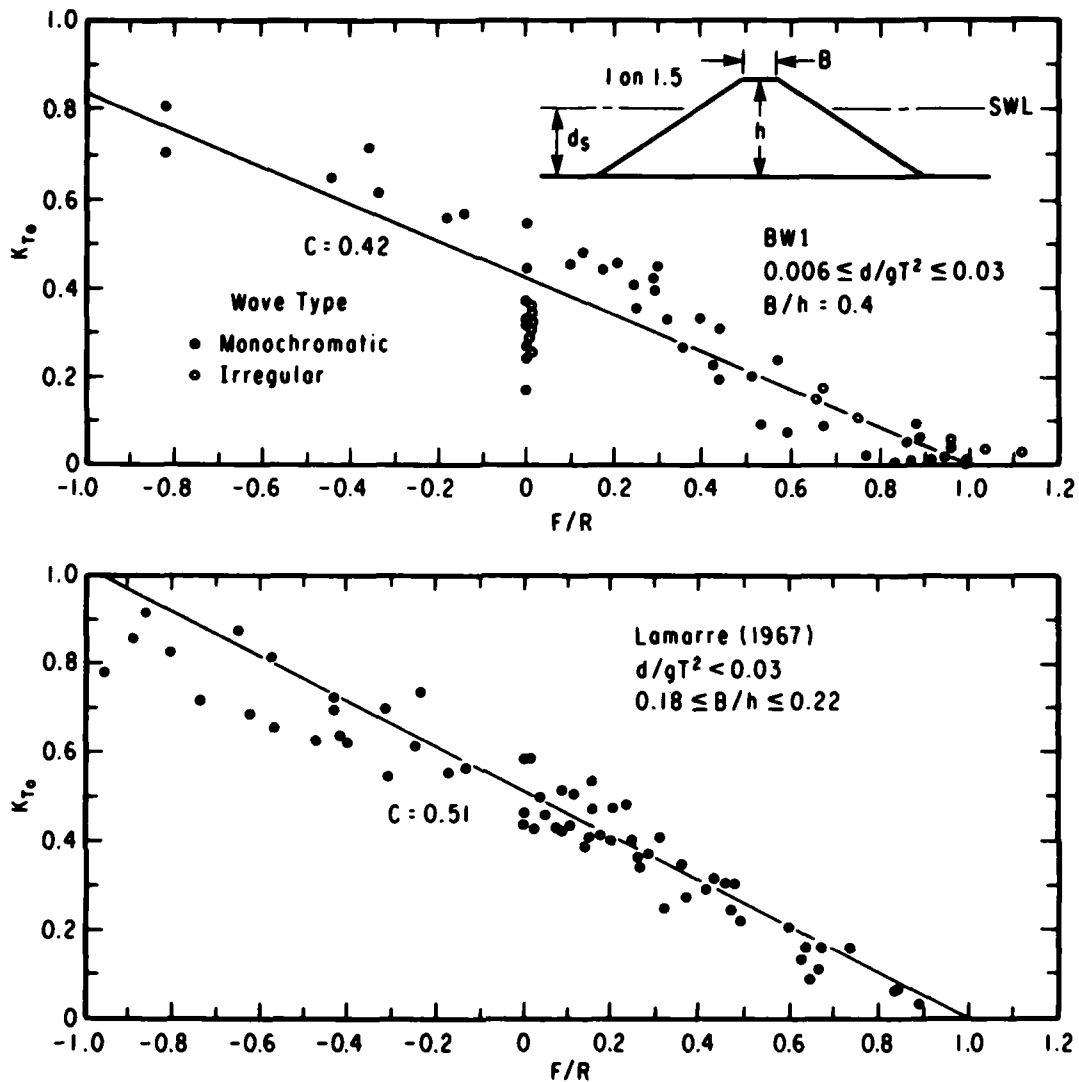 1.0
0.8
0.6
0.4
0.2
0
K_To
-1.0 -0.8 -0.6 -0.4 -0.2 0 0.2 0.4 0.6 0.8 1.0 1.2
F/R
1 on 1.5
B
SWL
d_s
h
C = 0.42
BW1
0.006 ≤ d/gT² ≤ 0.03
B/h = 0.4
Wave Type
Monochromatic
Irregular
1.0
0.8
0.6
0.4
0.2
0
K_To
-1.0 -0.8 -0.6 -0.4 -0.2 0 0.2 0.4 0.6 0.8 1.0 1.2
F/R
Lamarre (1967)
d/gT² < 0.03
0.18 ≤ B/h ≤ 0.22
C = 0.51